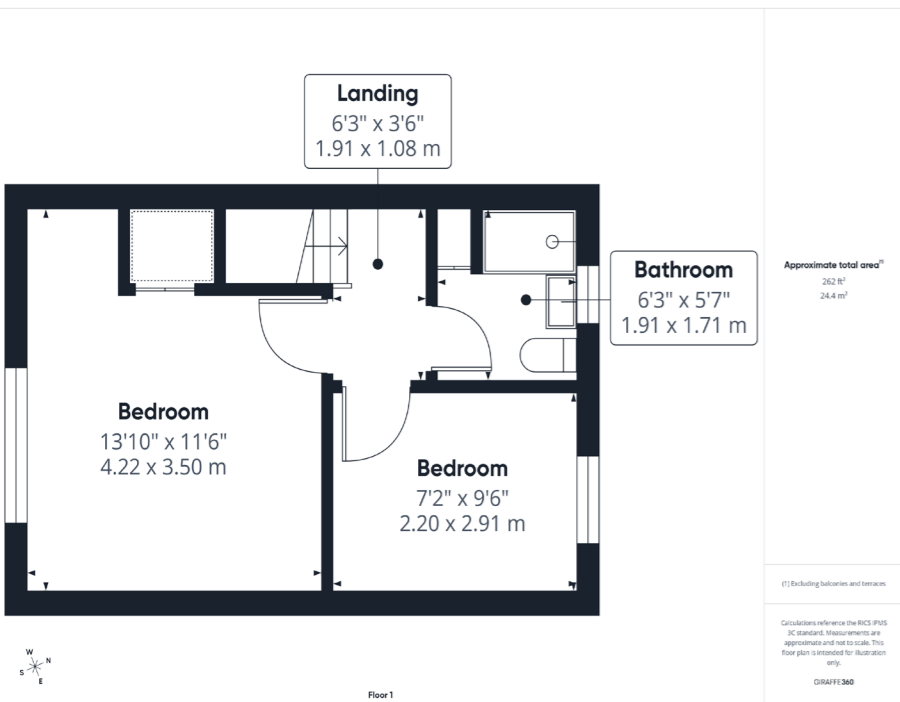 Landing
6'3" x 3'6"
1.91 x 1.08 m
Bathroom
6'3" x 5'7"
1.91 x 1.71 m
Bedroom
13'10" x 11'6"
4.22 x 3.50 m
Bedroom
7'2" x 9'6"
2.20 x 2.91 m
Approximate total area⁽¹⁾
262 ft²
24.4 m²
(1) Excluding balconies and terraces
Calculations reference the RICS IPMS
3C standard. Measurements are
approximate and not to scale. This
floor plan is intended for illustration
only.
GIRAFFE360
W
N
S
E
Floor 1